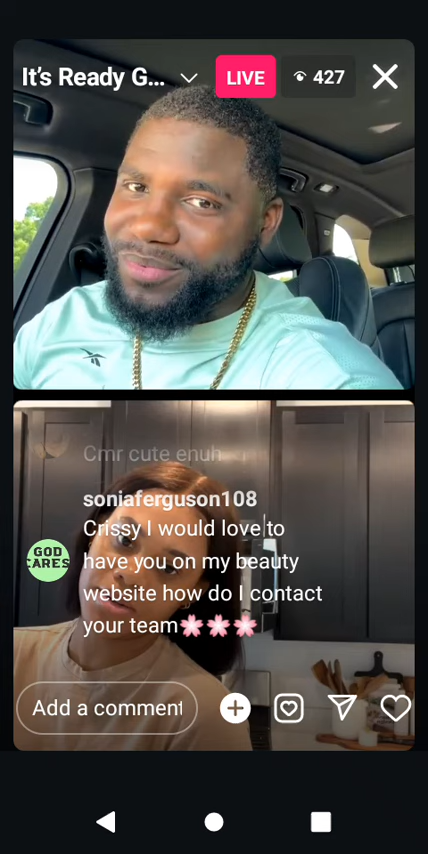 It's Ready G...
LIVE
427
Cmr cute enuh
soniaferguson108
Crissy I would love to
have you on my beauty
website how do I contact
your team🌸🌸🌸
GOD
CARES
Add a comment